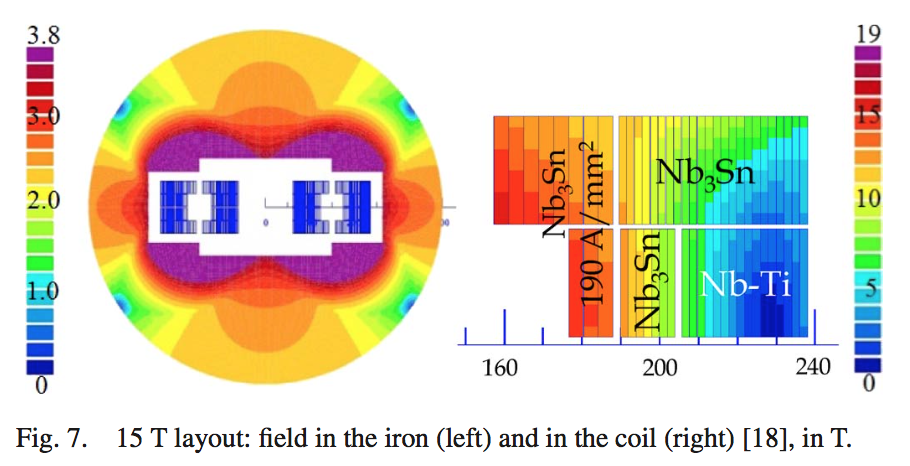 3.8
3.0
2.0
1.0
0
0
Nb₃Sn
190 A/mm²
Nb₃Sn
Nb₃Sn
Nb-Ti
160
200
240
19
15
10
5
0
Fig. 7. 15 T layout: field in the iron (left) and in the coil (right) [18], in T.